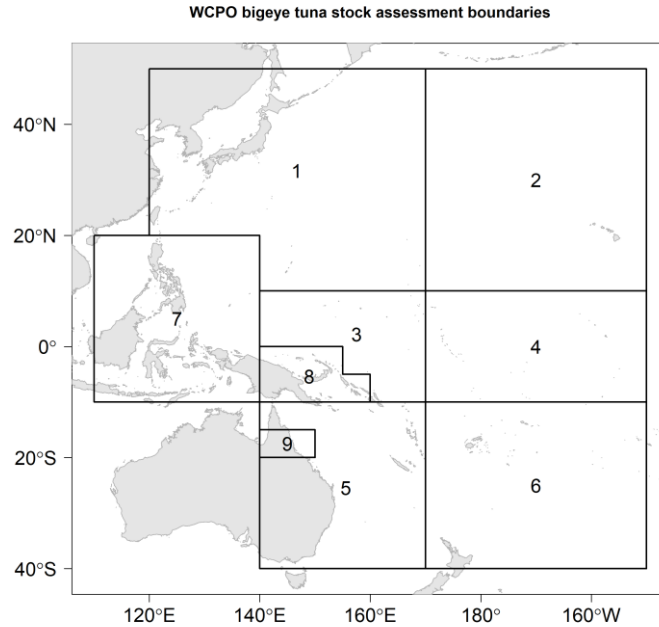 WCPO bigeye tuna stock assessment boundaries
40°N
1
2
20°N
7
3
0°
4
8
9
20°S
5
6
40°S
120°E
140°E
160°E
180°
160°W